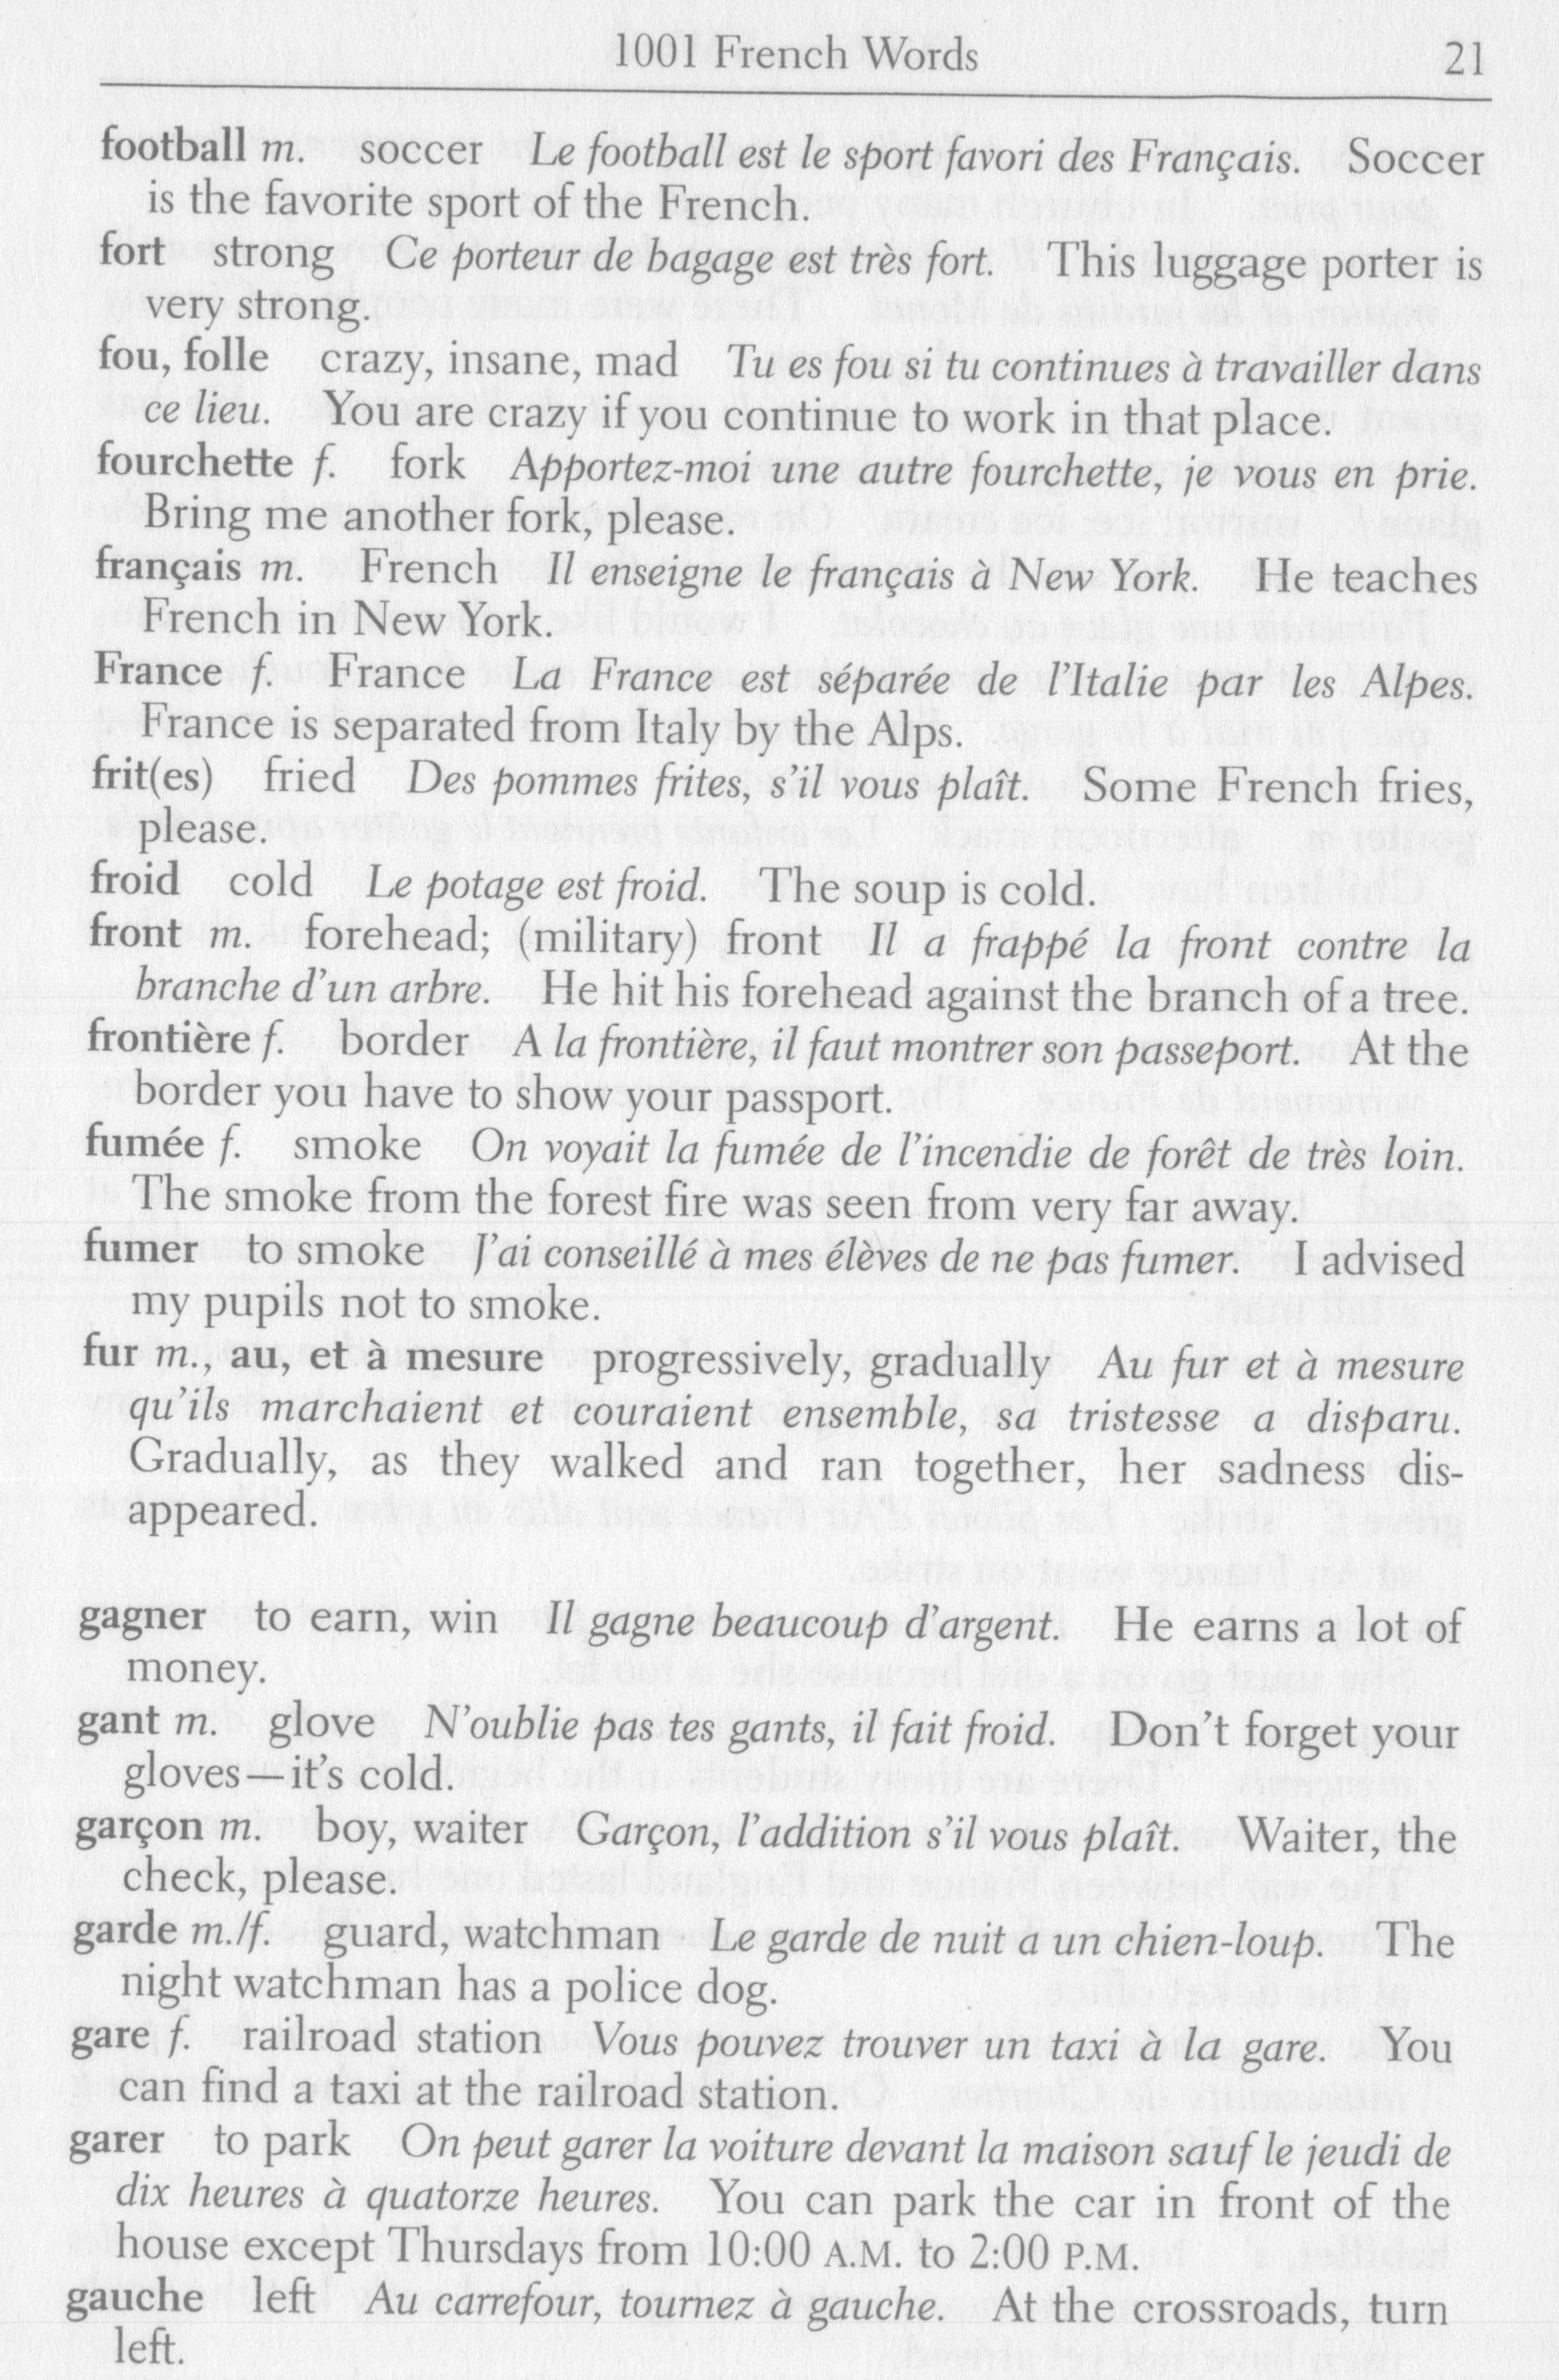 1001 French Words 21
football m. soccer Le football est le sport favori des Français. Soccer
is the favorite sport of the French.
fort strong Ce porteur de bagage est très fort. This luggage porter is
very strong.
fou, folle crazy, insane, mad Tu es fou si tu continues à travailler dans
ce lieu. You are crazy if you continue to work in that place.
fourchette f. fork Apportez-moi une autre fourchette, je vous en prie.
Bring me another fork, please.
français m. French Il enseigne le français à New York. He teaches
French in New York.
France f. France La France est séparée de l'Italie par les Alpes.
France is separated from Italy by the Alps.
frit(es) fried Des pommes frites, s'il vous plaît. Some French fries,
please.
froid cold Le potage est froid. The soup is cold.
front m. forehead; (military) front Il a frappé la front contre la
branche d'un arbre. He hit his forehead against the branch of a tree.
frontière f. border A la frontière, il faut montrer son passeport. At the
border you have to show your passport.
fumée f. smoke On voyait la fumée de l'incendie de forêt de très loin.
The smoke from the forest fire was seen from very far away.
fumer to smoke J'ai conseillé à mes élèves de ne pas fumer. I advised
my pupils not to smoke.
fur m., au, et à mesure progressively, gradually Au fur et à mesure
qu'ils marchaient et couraient ensemble, sa tristesse a disparu.
Gradually, as they walked and ran together, her sadness dis-
appeared.
gagner to earn, win Il gagne beaucoup d'argent. He earns a lot of
money.
gant m. glove N'oublie pas tes gants, il fait froid. Don't forget your
gloves—it's cold.
garçon m. boy, waiter Garçon, l'addition s'il vous plaît. Waiter, the
check, please.
garde m./f. guard, watchman Le garde de nuit a un chien-loup. The
night watchman has a police dog.
gare f. railroad station Vous pouvez trouver un taxi à la gare. You
can find a taxi at the railroad station.
garer to park On peut garer la voiture devant la maison sauf le jeudi de
dix heures à quatorze heures. You can park the car in front of the
house except Thursdays from 10:00 A.M. to 2:00 P.M.
gauche left Au carrefour, tournez à gauche. At the crossroads, turn
left.